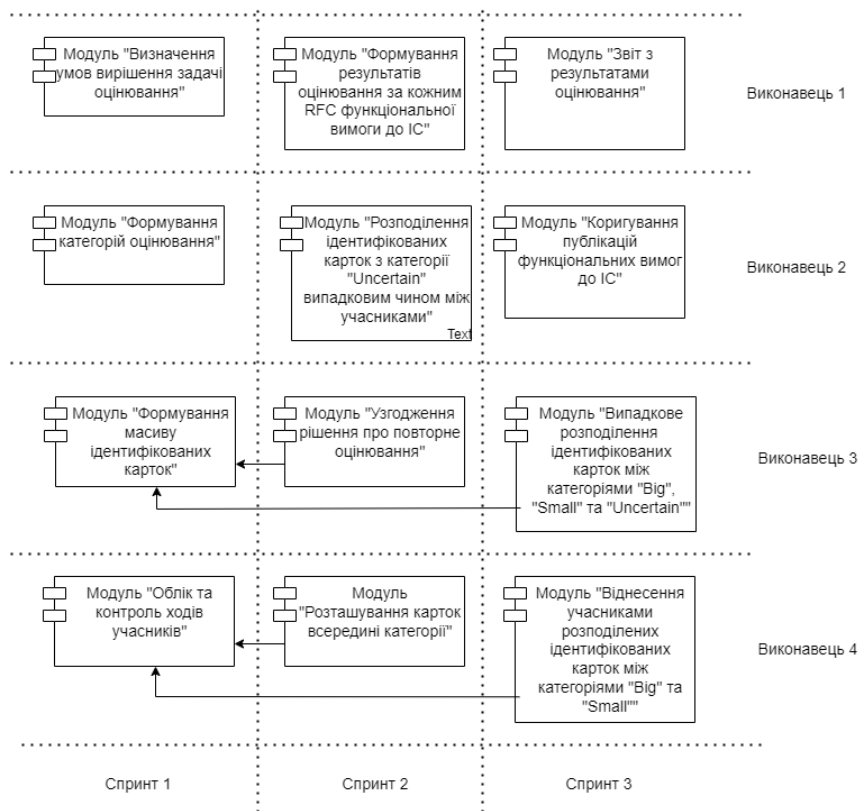 Модуль "Визначення
умов вирішення задачі
оцінювання"
Модуль "Формування
результатів
оцінювання за кожним
RFC функціональної
вимоги до ІС"
Модуль "Звіт з
результатами
оцінювання"
Виконавець 1
Модуль "Формування
категорій оцінювання"
Модуль "Розподілення
ідентифікованих
карток з категорії
"Uncertain"
випадковим чином між
учасниками"
Text
Модуль "Коригування
публікацій
функціональних вимог
до ІС"
Виконавець 2
Модуль "Формування
масиву
ідентифікованих
карток"
Модуль "Узгодження
рішення про повторне
оцінювання"
Модуль "Випадкове
розподілення
ідентифікованих
карток між
категоріями "Big",
"Small" та "Uncertain""
Виконавець 3
Модуль "Облік та
контроль ходів
учасників"
Модуль
"Розташування карток
всередині категорії"
Модуль "Віднесення
учасниками
розподілених
ідентифікованих
карток між
категоріями "Big" та
"Small""
Виконавець 4
Спринт 1
Спринт 2
Спринт 3